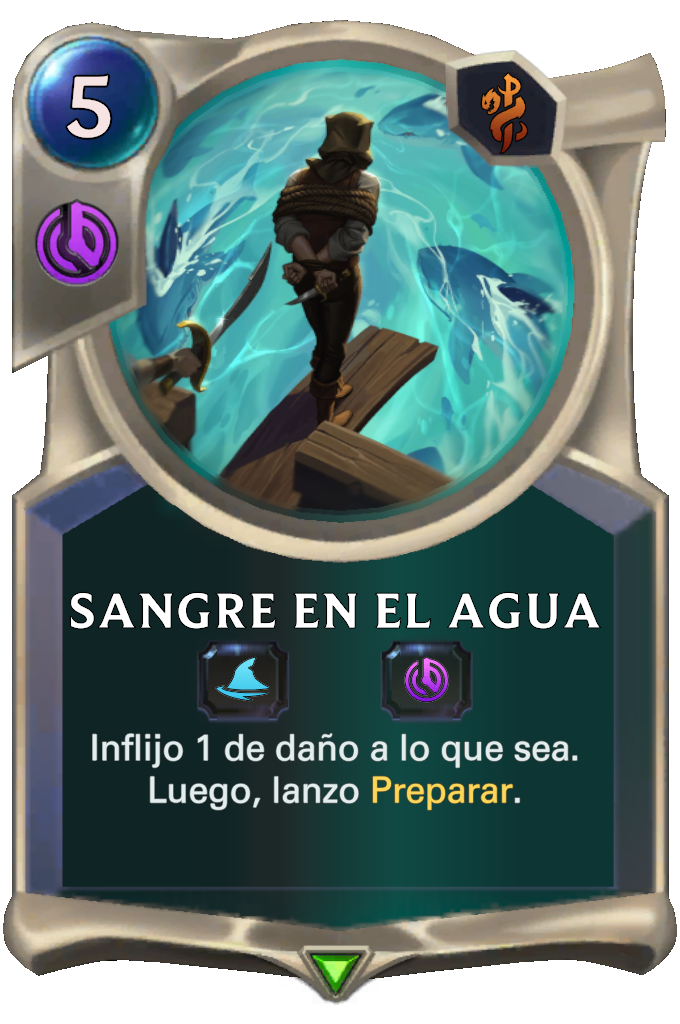 5
SANGRE EN EL AGUA
Inflijo 1 de daño a lo que sea.
Luego, lanzo Preparar.